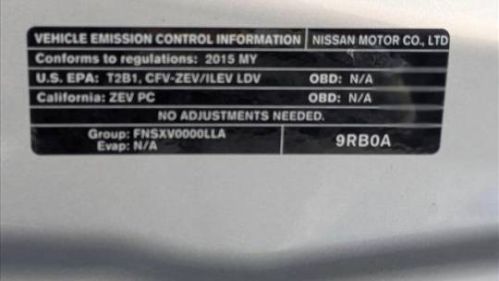 VEHICLE EMISSION CONTROL INFORMATION NISSAN MOTOR CO., LTD
Conforms to regulations: 2015 MY
U.S. EPA: T2B1, CFV-ZEV/ILEV LDV OBD: N/A
California: ZEV PC OBD: N/A
NO ADJUSTMENTS NEEDED.
Group: FNSXV0000LLA
Evap: N/A
9RB0A